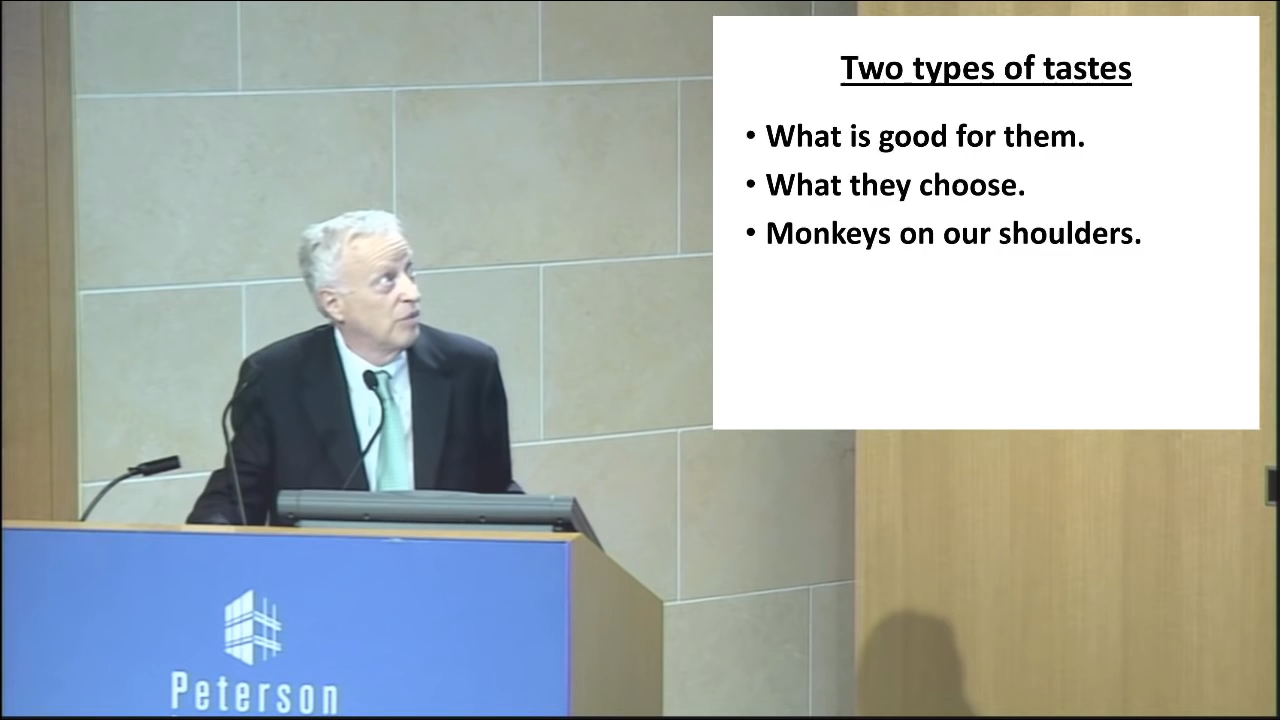 Two types of tastes
• What is good for them.
• What they choose.
• Monkeys on our shoulders.
Peterson